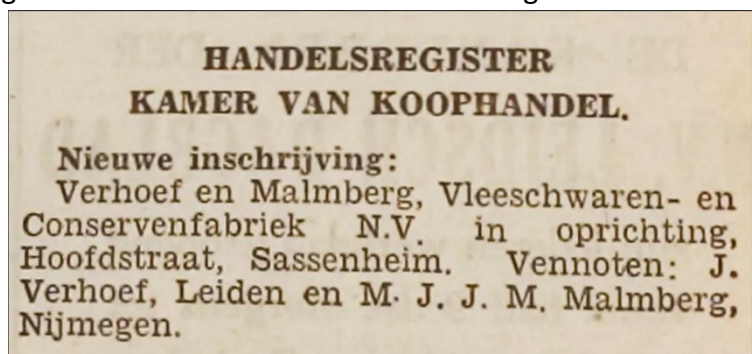 HANDELSREGISTER
KAMER VAN KOOPHANDEL.
Nieuwe inschrijving:
Verhoef en Malmberg, Vleeschwaren- en
Conservenfabriek N.V. in oprichting,
Hoofdstraat, Sassenheim. Vennoten: J.
Verhoef, Leiden en M. J. J. M. Malmberg,
Nijmegen.